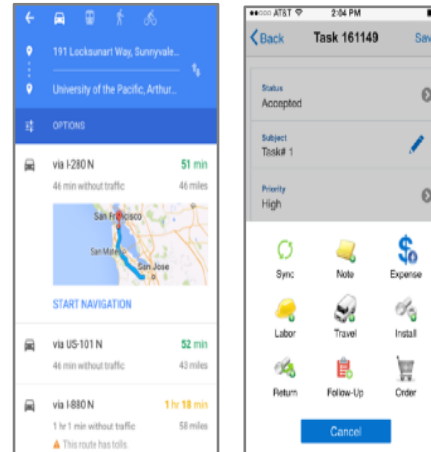 191 Locksunart Way, Sunnyvale...
University of the Pacific, Arthur...
OPTIONS
via I-280 N 51 min
46 min without traffic 46 miles
San Francisco
San Mateo
San Jose
START NAVIGATION
via US-101 N 52 min
46 min without traffic 43 miles
via I-880 N 1 hr 18 min
1 hr 1 min without traffic 58 miles
This route has tolls.
AT&T 2:04 PM
Back Task 161149 Sav
Status
Accepted
Subject
Task# 1
Priority
High
Sync Note Expense
Labor Travel Install
Return Follow-Up Order
Cancel